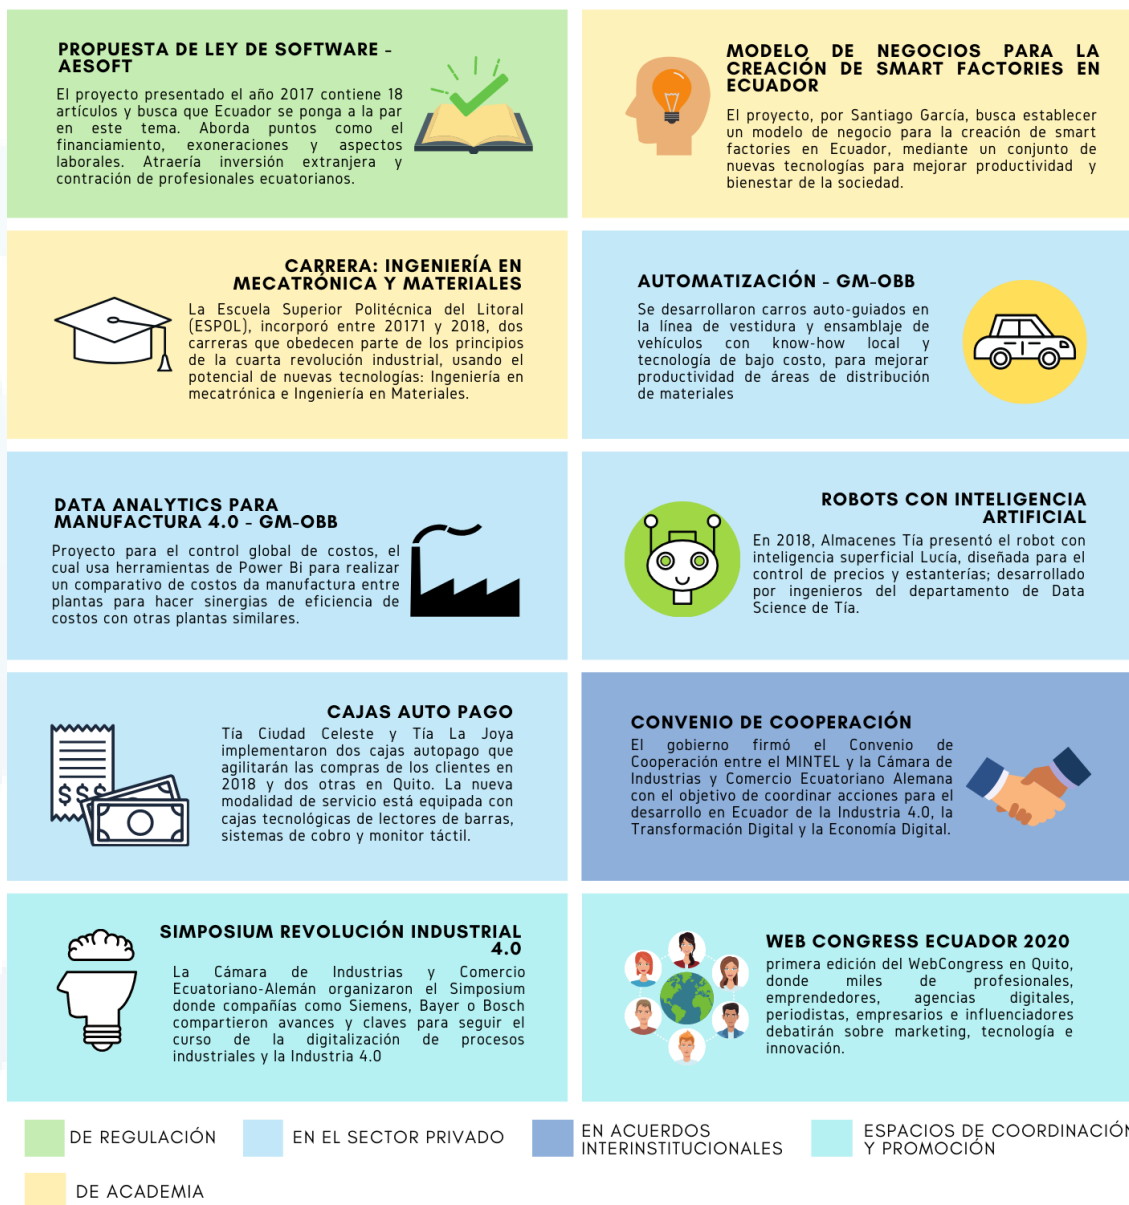 PROPUESTA DE LEY DE SOFTWARE -
AESOFT
El proyecto presentado el año 2017 contiene 18
artículos y busca que Ecuador se ponga a la par
en este tema. Aborda puntos como el
financiamiento, exoneraciones y aspectos
laborales. Atraería inversión extranjera y
contración de profesionales ecuatorianos.
MODELO DE NEGOCIOS PARA LA
CREACIÓN DE SMART FACTORIES EN
ECUADOR
El proyecto, por Santiago García, busca establecer
un modelo de negocio para la creación de smart
factories en Ecuador, mediante un conjunto de
nuevas tecnologías para mejorar productividad y
bienestar de la sociedad.
CARRERA: INGENIERÍA EN
MECATRÓNICA Y MATERIALES
La Escuela Superior Politécnica del Litoral
(ESPOL), incorporó entre 20171 y 2018, dos
carreras que obedecen parte de los principios
de la cuarta revolución industrial, usando el
potencial de nuevas tecnologías: Ingeniería en
mecatrónica e Ingeniería en Materiales.
AUTOMATIZACIÓN - GM-OBB
Se desarrollaron carros auto-guiados en
la línea de vestidura y ensamblaje de
vehículos con know-how local y
tecnología de bajo costo, para mejorar
productividad de áreas de distribución
de materiales
DATA ANALYTICS PARA
MANUFACTURA 4.0 - GM-OBB
Proyecto para el control global de costos, el
cual usa herramientas de Power Bi para realizar
un comparativo de costos da manufactura entre
plantas para hacer sinergias de eficiencia de
costos con otras plantas similares.
ROBOTS CON INTELIGENCIA
ARTIFICIAL
En 2018, Almacenes Tía presentó el robot con
inteligencia superficial Lucía, diseñada para el
control de precios y estanterías; desarrollado
por ingenieros del departamento de Data
Science de Tía.
CAJAS AUTO PAGO
Tía Ciudad Celeste y Tía La Joya
implementaron dos cajas autopago que
agilitarán las compras de los clientes en
2018 y dos otras en Quito. La nueva
modalidad de servicio está equipada con
cajas tecnológicas de lectores de barras,
sistemas de cobro y monitor táctil.
$$$
CONVENIO DE COOPERACIÓN
El gobierno firmó el Convenio de
Cooperación entre el MINTEL y la Cámara de
Industrias y Comercio Ecuatoriano Alemana
con el objetivo de coordinar acciones para el
desarrollo en Ecuador de la Industria 4.0, la
Transformación Digital y la Economía Digital.
SIMPOSIUM REVOLUCIÓN INDUSTRIAL
4.0
La Cámara de Industrias y Comercio
Ecuatoriano-Alemán organizaron el Simposium
donde compañías como Siemens, Bayer o Bosch
compartieron avances y claves para seguir el
curso de la digitalización de procesos
industriales y la Industria 4.0
WEB CONGRESS ECUADOR 2020
primera edición del WebCongress en Quito,
donde miles de profesionales,
emprendedores, agencias digitales,
periodistas, empresarios e influenciadores
debatirán sobre marketing, tecnología e
innovación.
DE REGULACIÓN
EN EL SECTOR PRIVADO
EN ACUERDOS
INTERINSTITUCIONALES
ESPACIOS DE COORDINACIÓN
Y PROMOCIÓN
DE ACADEMIA